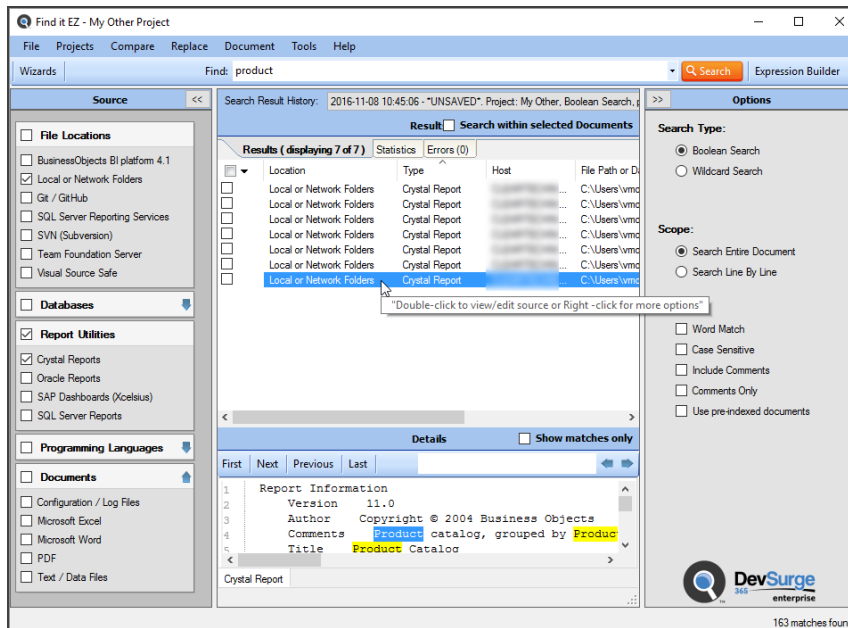 Find it EZ - My Other Project
File Projects Compare Replace Document Tools Help
Wizards Find: product Search Expression Builder
Source <<
File Locations
BusinessObjects BI platform 4.1
Local or Network Folders
Git / GitHub
SQL Server Reporting Services
SVN (Subversion)
Team Foundation Server
Visual Source Safe
Databases
Report Utilities
Crystal Reports
Oracle Reports
SAP Dashboards (Xcelsius)
SQL Server Reports
Programming Languages
Documents
Configuration / Log Files
Microsoft Excel
Microsoft Word
PDF
Text / Data Files
Search Result History: 2016-11-08 10:45:06 - *UNSAVED*. Project: My Other, Boolean Search, p
Result Search within selected Documents
Results ( displaying 7 of 7 ) Statistics Errors (0)
Location Type Host File Path or Da
Local or Network Folders Crystal Report ... C:\Users\vmc
Local or Network Folders Crystal Report ... C:\Users\vmc
Local or Network Folders Crystal Report ... C:\Users\vmc
Local or Network Folders Crystal Report ... C:\Users\vmc
Local or Network Folders Crystal Report ... C:\Users\vmc
Local or Network Folders Crystal Report ... C:\Users\vmc
Local or Network Folders Crystal Report ... C:\Users\vmc
"Double-click to view/edit source or Right -click for more options"
Details Show matches only
First Next Previous Last
1 Report Information
2 Version 11.0
3 Author Copyright © 2004 Business Objects
4 Comments Product catalog, grouped by Produc
5 Title Product Catalog
Crystal Report
>> Options
Search Type:
Boolean Search
Wildcard Search
Scope:
Search Entire Document
Search Line By Line
Word Match
Case Sensitive
Include Comments
Comments Only
Use pre-indexed documents
DevSurge
365 enterprise
163 matches foun